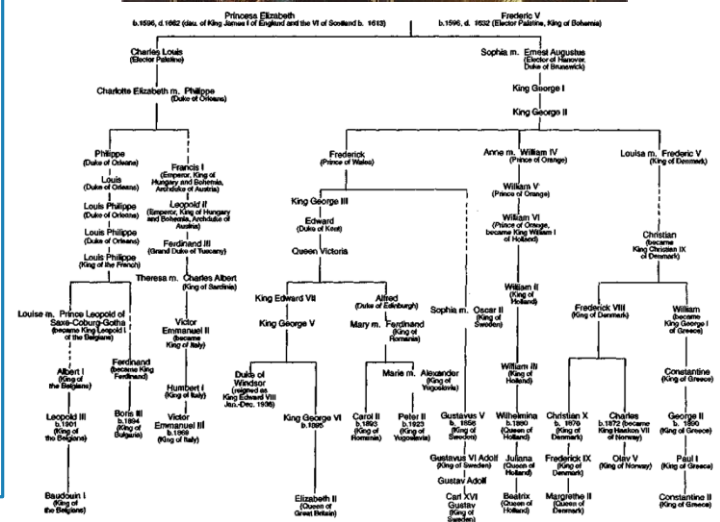 Princess Elizabeth
b.1596, d.1662 (dau. of King James I of England and the VI of Scotland b. 1613)
Frederic V
b.1596, d. 1632 (Elector Palatine, King of Bohemia)
Charles Louis
(Elector Palatine)
Sophia m. Ernest Augustus
(Elector of Hanover,
Duke of Brunswick)
King George I
Charlotte Elizabeth m. Philippe
(Duke of Orleans)
King George II
Philippe
(Duke of Orleans)
Louis
(Duke of Orleans)
Louis Philippe
(Duke of Orleans)
Louis Philippe
(Duke of Orleans)
Louis Philippe
(King of the French)
Francis I
(Emperor, King of
Hungary and Bohemia,
Archduke of Austria)
Leopold II
(Emperor, King of Hungary
and Bohemia, Archduke of
Austria)
Ferdinand III
(Grand Duke of Tuscany)
Theresa m. Charles Albert
(King of Sardinia)
Frederick
(Prince of Wales)
King George III
Edward
(Duke of Kent)
Queen Victoria
Anne m. William IV
(Prince of Orange)
William V
(Prince of Orange)
William VI
(Prince of Orange,
became King William I
of Holland)
William II
(King of
Holland)
William III
(King of
Holland)
Louisa m. Frederic V
(King of Denmark)
Christian
(became
King Christian IX
of Denmark)
Louise m. Prince Leopold of
Saxe-Coburg-Gotha
(became King Leopold I
of the Belgians)
Albert I
(King of
the Belgians)
Leopold III
b.1901
(King of
the Belgians)
Baudouin I
(King of
the Belgians)
Ferdinand
(became King
Ferdinand)
Boris III
b.1894
(King of
Bulgaria)
Victor
Emmanuel II
(became
King of Italy)
Humbert I
(King of Italy)
Victor
Emmanuel III
b.1869
(King of Italy)
King Edward VII
King George V
Duke of
Windsor
(reigned as
King Edward VIII
Jan.-Dec. 1936)
King George VI
b.1895
Elizabeth II
(Queen of
Great Britain)
Alfred
(Duke of Edinburgh)
Mary m. Ferdinand
(King of
Romania)
Marie m. Alexander
(King of
Yugoslavia)
Carol II
b.1893
(King of
Romania)
Peter II
b.1923
(King of
Yugoslavia)
Sophia m. Oscar II
(King of
Sweden)
Gustavus V
b. 1858
(King of
Sweden)
Gustavus VI Adolf
(King of Sweden)
Gustav Adolf
Carl XVI
Gustav
(King of
Sweden)
Wilhelmina
b.1880
(Queen of
Holland)
Juliana
(Queen of
Holland)
Beatrix
(Queen of
Holland)
Frederick VIII
(King of Denmark)
Christian X
b. 1870
(King of
Denmark)
Frederick IX
(King of
Denmark)
Margrethe II
(Queen of
Denmark)
Charles
b.1872 (became
King Haakon VII
of Norway)
Olav V
(King of Norway)
William
(became
King George I
of Greece)
Constantine
(King of Greece)
George II
b. 1890
(King of Greece)
Paul I
(King of Greece)
Constantine II
(King of Greece)